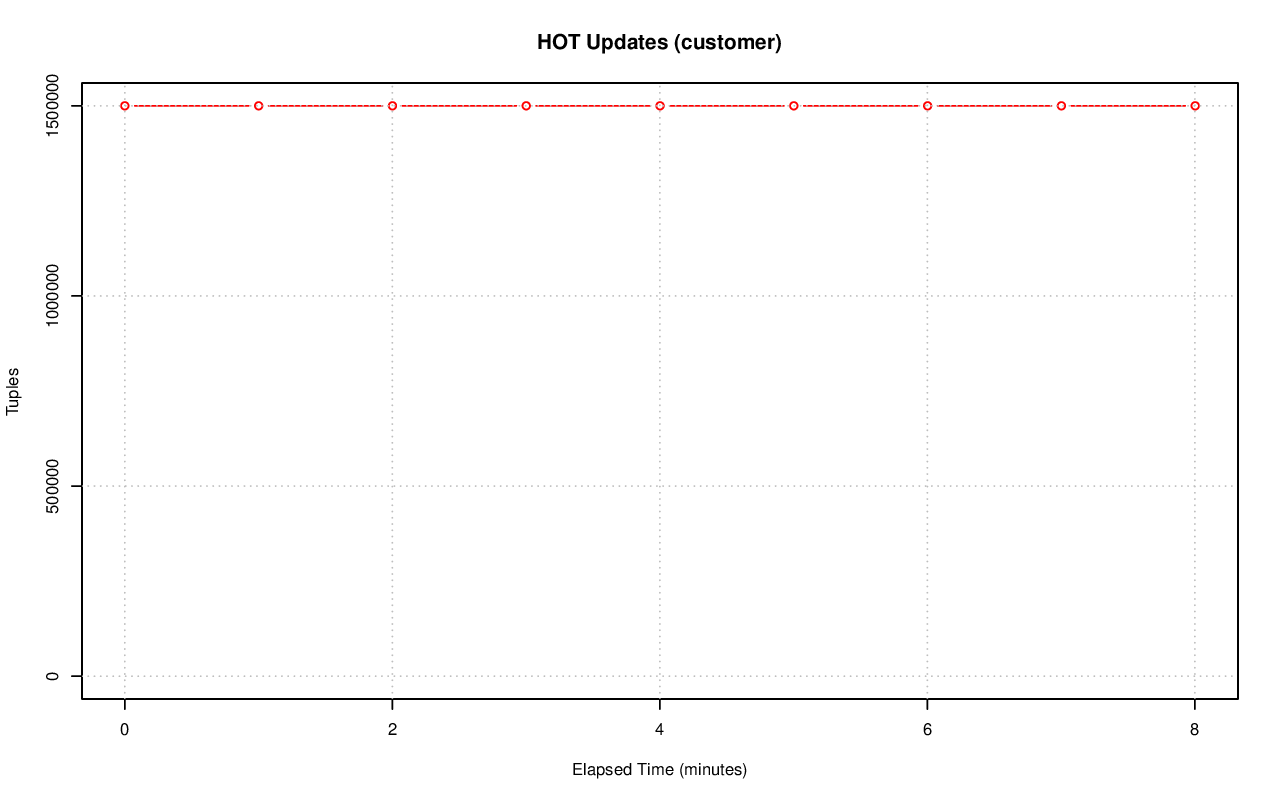 HOT Updates (customer)
Tuples
1500000
1000000
500000
0
0 2 4 6 8
Elapsed Time (minutes)